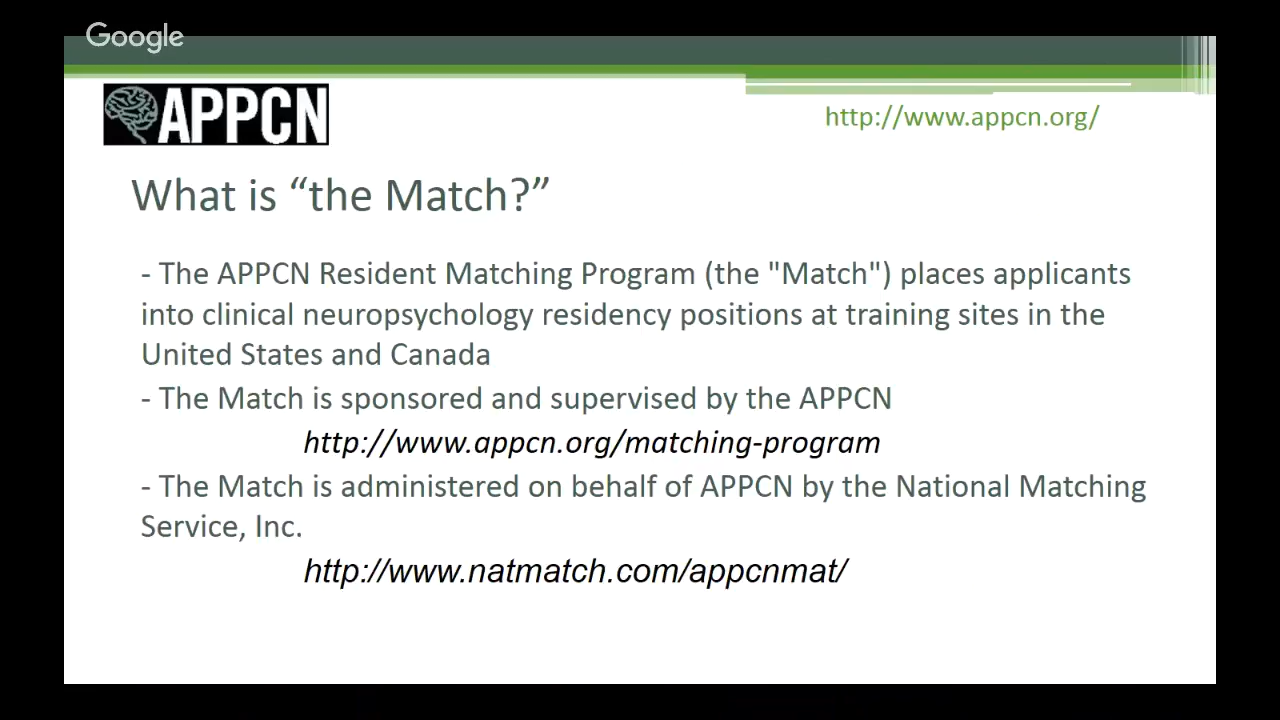 Google
APPCN
http://www.appcn.org/
What is “the Match?”
- The APPCN Resident Matching Program (the "Match") places applicants
into clinical neuropsychology residency positions at training sites in the
United States and Canada
- The Match is sponsored and supervised by the APPCN
http://www.appcn.org/matching-program
- The Match is administered on behalf of APPCN by the National Matching
Service, Inc.
http://www.natmatch.com/appcnmat/